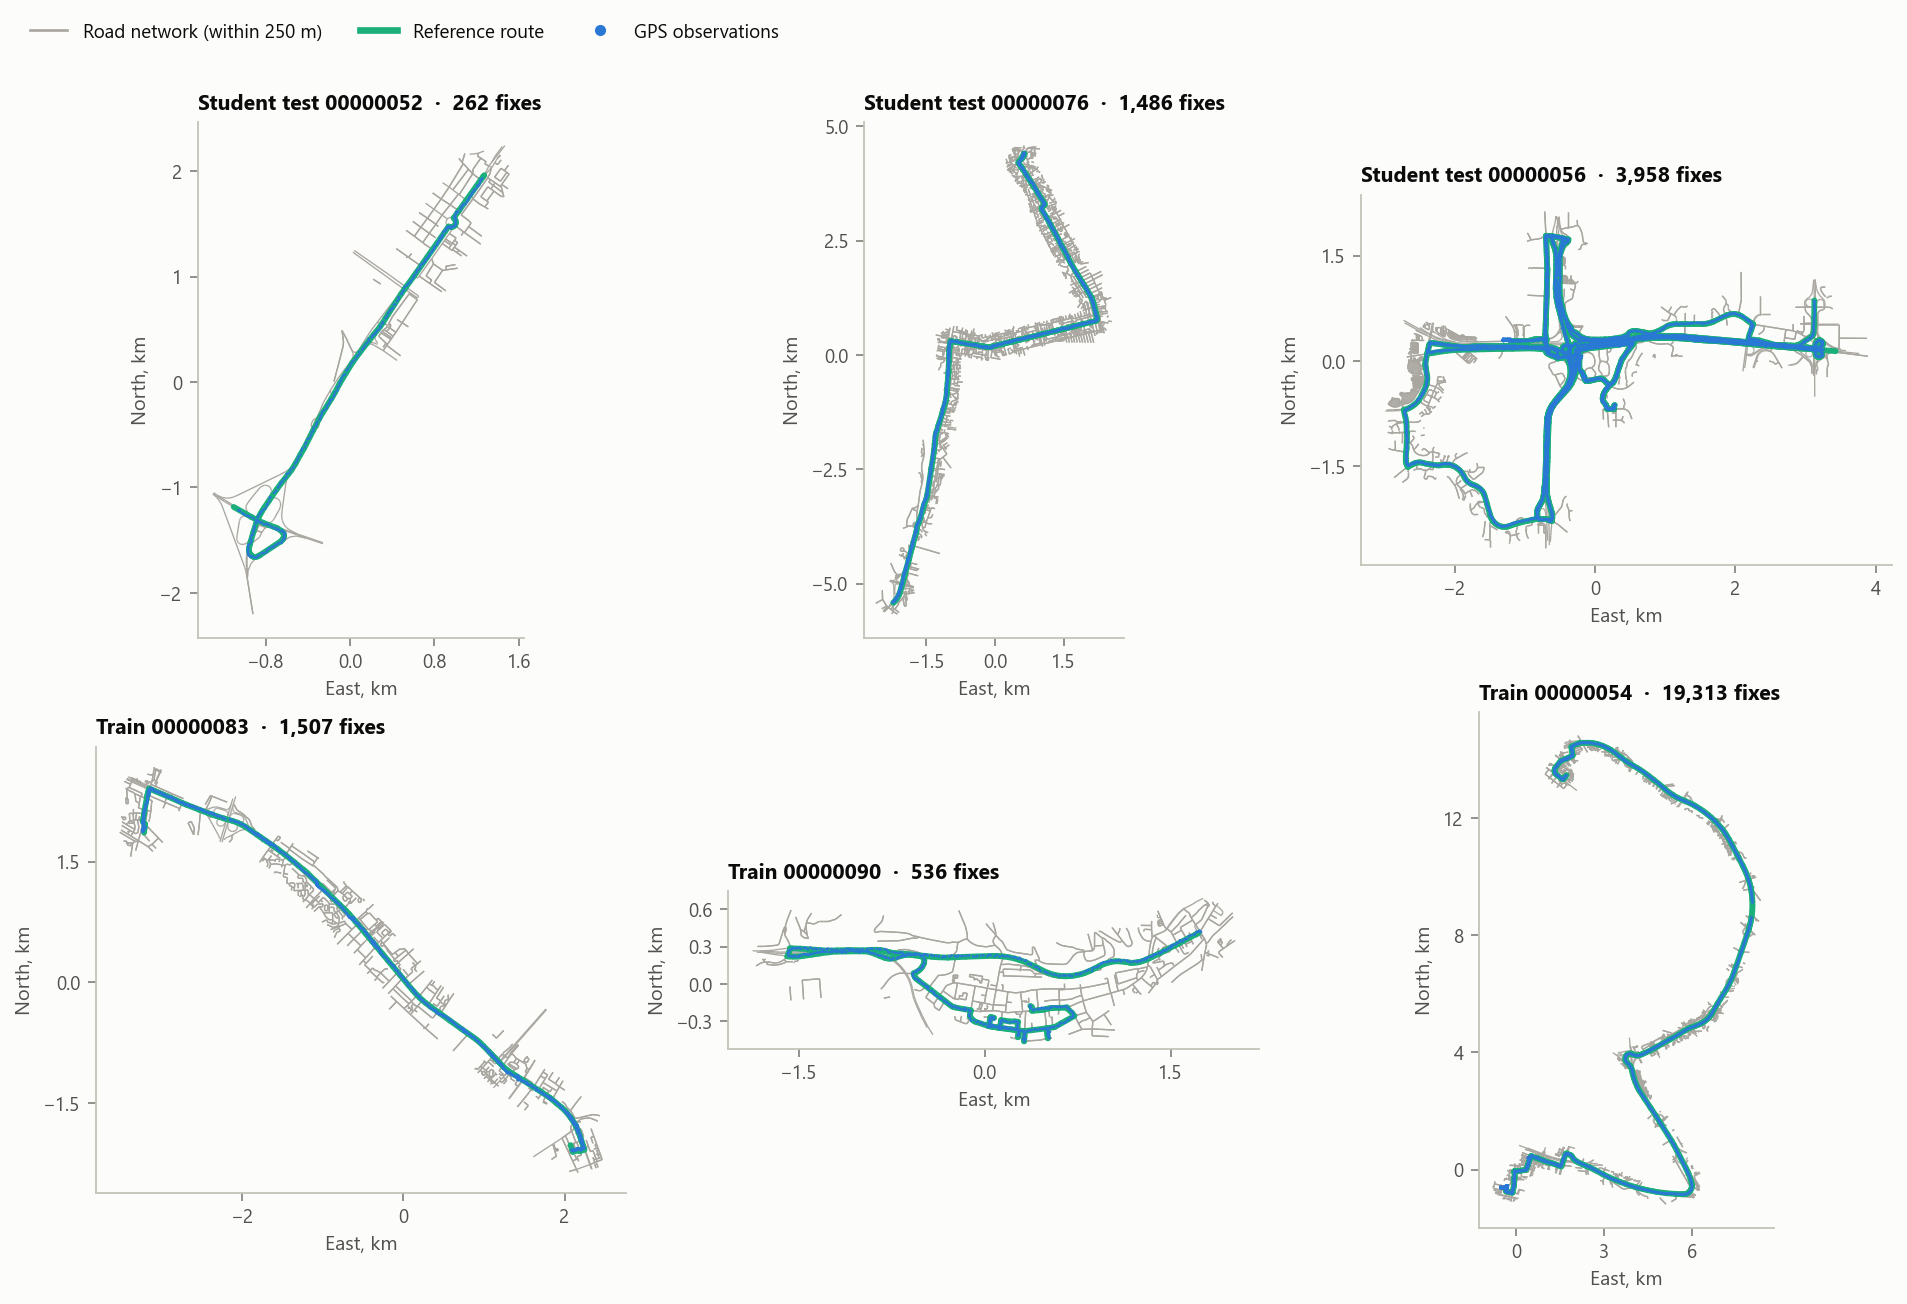 Road network (within 250 m)
Reference route
GPS observations
Student test 00000052 · 262 fixes
2
1
0
−1
−2
North, km
−0.8
0.0
0.8
1.6
East, km
Student test 00000076 · 1,486 fixes
5.0
2.5
0.0
−2.5
−5.0
North, km
−1.5
0.0
1.5
East, km
Student test 00000056 · 3,958 fixes
1.5
0.0
−1.5
North, km
−2
0
2
4
East, km
Train 00000083 · 1,507 fixes
1.5
0.0
−1.5
North, km
−2
0
2
East, km
Train 00000090 · 536 fixes
0.6
0.3
0.0
−0.3
North, km
−1.5
0.0
1.5
East, km
Train 00000054 · 19,313 fixes
12
8
4
0
North, km
0
3
6
East, km